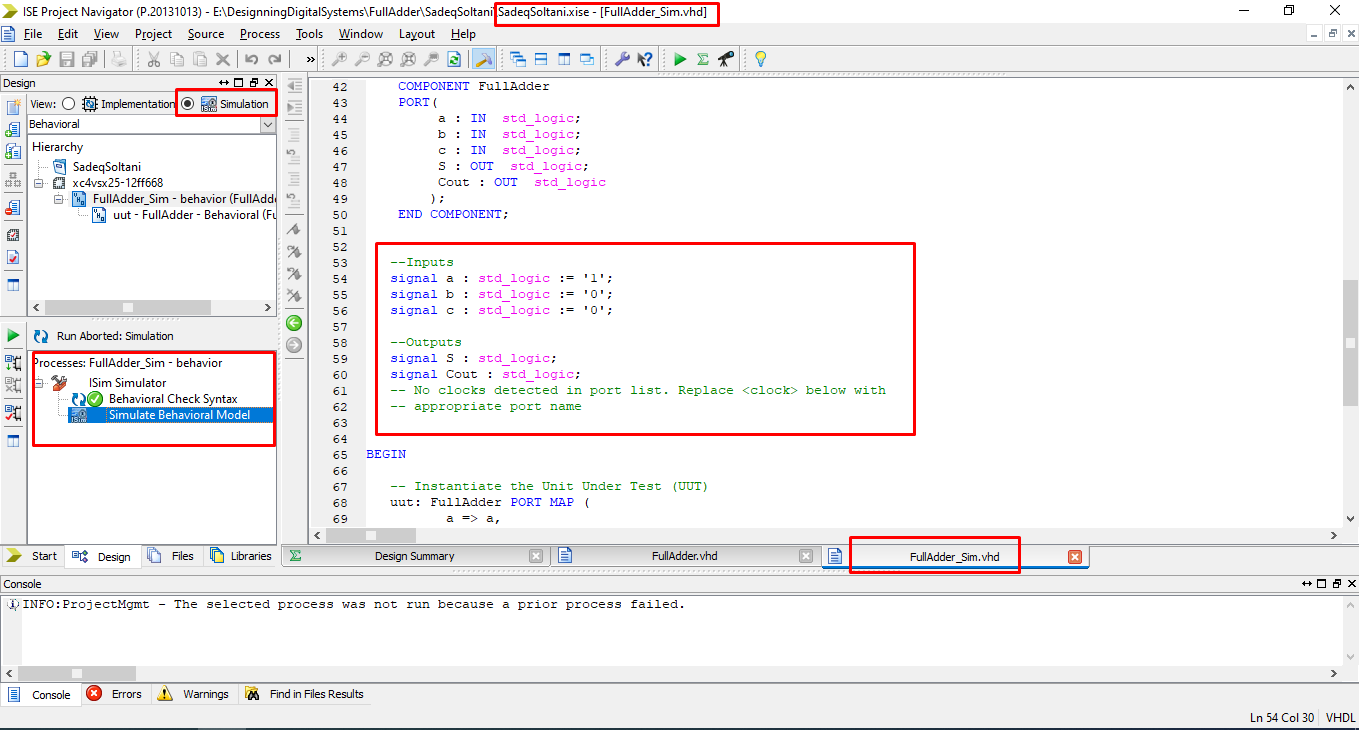 ISE Project Navigator (P.20131013) - E:\DesignningDigitalSystems\FullAdder\SadeqSoltani\SadeqSoltani.xise - [FullAdder_Sim.vhd]
File Edit View Project Source Process Tools Window Layout Help
Design
View: Implementation Simulation
Behavioral
Hierarchy
SadeqSoltani
xc4vsx25-12ff668
FullAdder_Sim - behavior (FullAdde
uut - FullAdder - Behavioral (Fu
Run Aborted: Simulation
Processes: FullAdder_Sim - behavior
ISim Simulator
Behavioral Check Syntax
Simulate Behavioral Model
Start Design Files Libraries
42 COMPONENT FullAdder
43 PORT(
44 a : IN std_logic;
45 b : IN std_logic;
46 c : IN std_logic;
47 S : OUT std_logic;
48 Cout : OUT std_logic
49 );
50 END COMPONENT;
51
52
53 --Inputs
54 signal a : std_logic := '1';
55 signal b : std_logic := '0';
56 signal c : std_logic := '0';
57
58 --Outputs
59 signal S : std_logic;
60 signal Cout : std_logic;
61 -- No clocks detected in port list. Replace <clock> below with
62 -- appropriate port name
63
64
65 BEGIN
66
67 -- Instantiate the Unit Under Test (UUT)
68 uut: FullAdder PORT MAP (
69 a => a,
Design Summary FullAdder.vhd FullAdder_Sim.vhd
Console
INFO:ProjectMgmt - The selected process was not run because a prior process failed.
Console Errors Warnings Find in Files Results
Ln 54 Col 30 VHDL